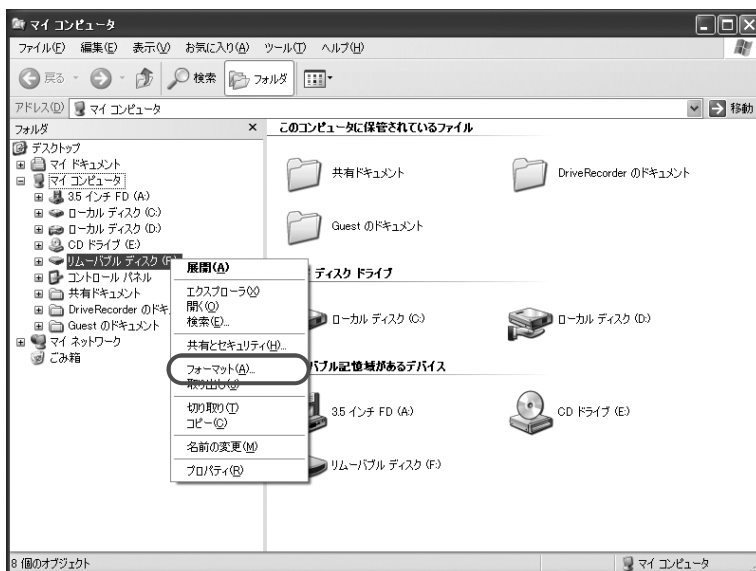 マイ コンピュータ
ファイル(F) 編集(E) 表示(V) お気に入り(A) ツール(T) ヘルプ(H)
戻る 検索 フォルダ
アドレス(D) マイ コンピュータ 移動
フォルダ ×
デスクトップ
マイ ドキュメント
マイ コンピュータ
3.5 インチ FD (A:)
ローカル ディスク (C:)
ローカル ディスク (D:)
CD ドライブ (E:)
リムーバブル ディスク (F:)
コントロール パネル
共有ドキュメント
DriveRecorder のドキ
Guest のドキュメント
マイ ネットワーク
ごみ箱
展開(A)
エクスプローラ(X)
開く(O)
検索(E)...
共有とセキュリティ(H)...
フォーマット(A)...
取り出し(J)
切り取り(T)
コピー(C)
名前の変更(M)
プロパティ(R)
このコンピュータに保管されているファイル
共有ドキュメント
DriveRecorder のドキュメント
Guest のドキュメント
ディスク ドライブ
ローカル ディスク (C:)
ローカル ディスク (D:)
バブル記憶域があるデバイス
3.5 インチ FD (A:)
CD ドライブ (E:)
リムーバブル ディスク (F:)
8 個のオブジェクト
マイ コンピュータ